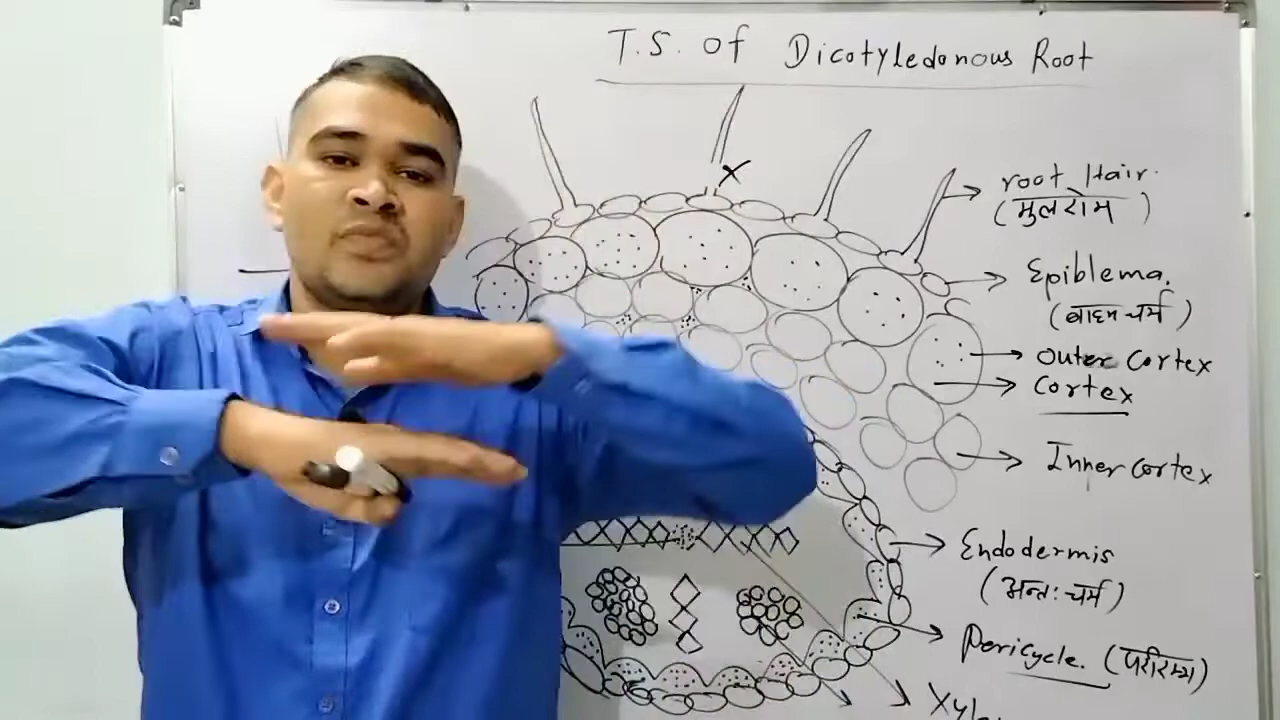 T.S. of Dicotyledonous Root
X
root Hair.
(मुलरोम)
Epiblema.
(बाह्म चर्म)
Outer Cortex
Cortex
Inner Cortex
Endodermis
(अन्त: चर्म)
Pericycle. (परीरम्भ)